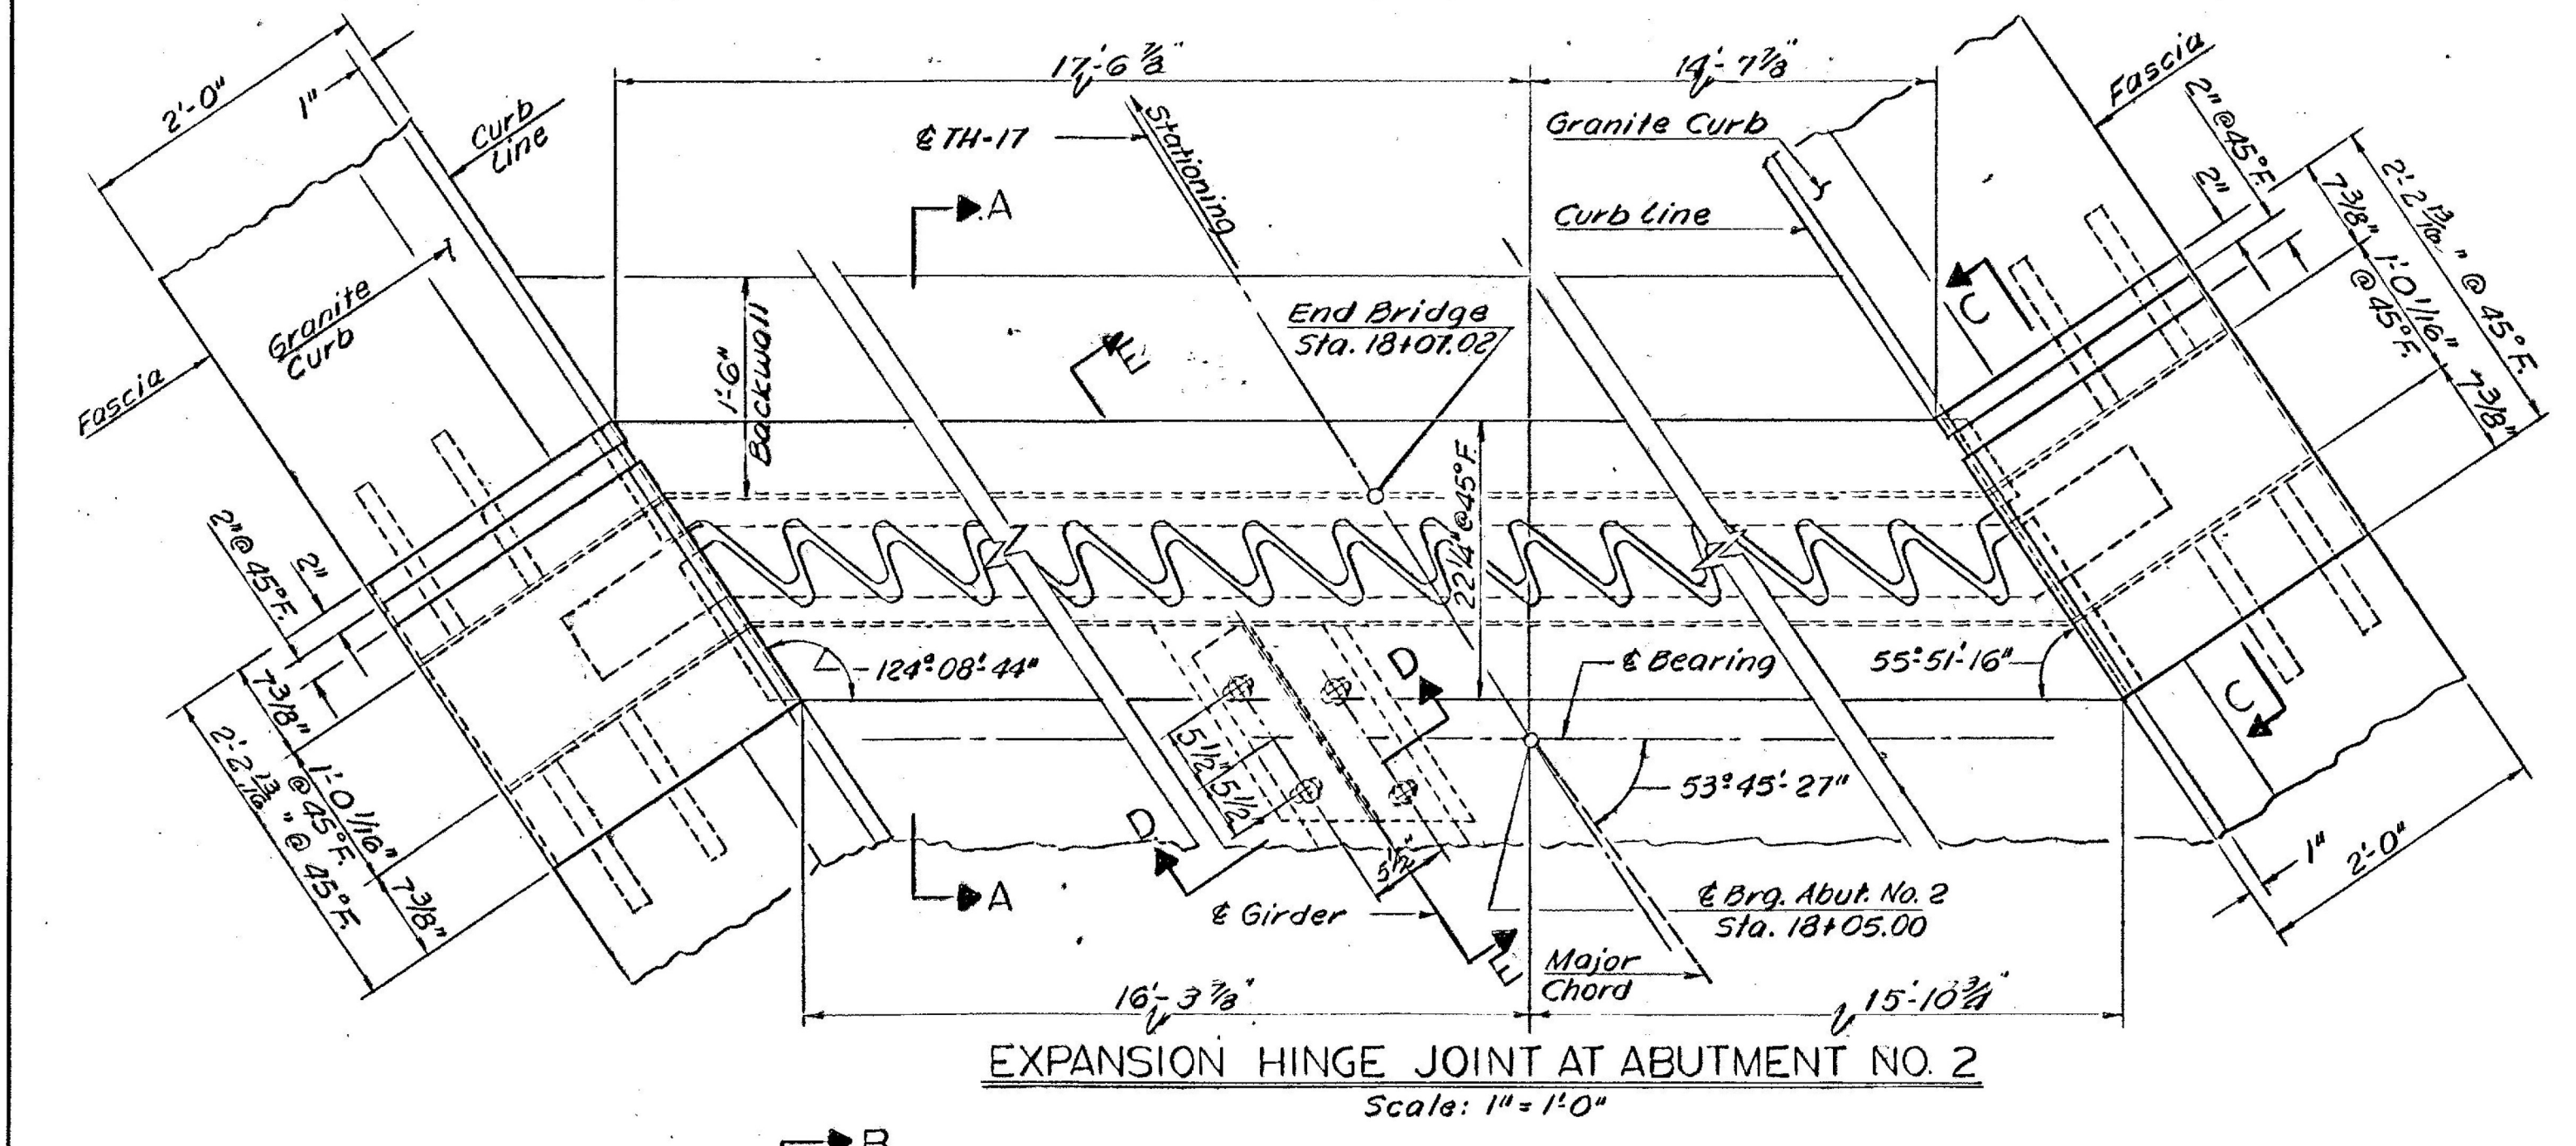 17'-6 7/8"
14'-7 7/8"
2'-0"
1"
Curb
Line
₵ TH-17
Stationing
Granite Curb
Curb Line
Fascia
2" @ 45°F.
2"
7 3/8"
1'-0 1/16"
@ 45°F.
7 3/8"
2'-2 13/16" @ 45°F.
A
C
Granite
Curb
Fascia
1'-6"
Backwall
E
End Bridge
Sta. 18+07.02
22 1/4" @ 45°F.
2" @ 45°F.
2"
7 3/8"
1'-0 1/16"
@ 45°F.
7 3/8"
2'-2 13/16" @ 45°F.
124°-08'-44"
D
₵ Bearing
55°-51'-16"
C
5 1/2"
5 1/2"
53°-45'-27"
D
5 1/2"
A
₵ Girder
₵ Brg. Abut. No. 2
Sta. 18+05.00
1"
2'-0"
E
Major
Chord
16'-3 7/8"
15'-10 3/4"
EXPANSION HINGE JOINT AT ABUTMENT NO. 2
Scale: 1" = 1'-0"
B